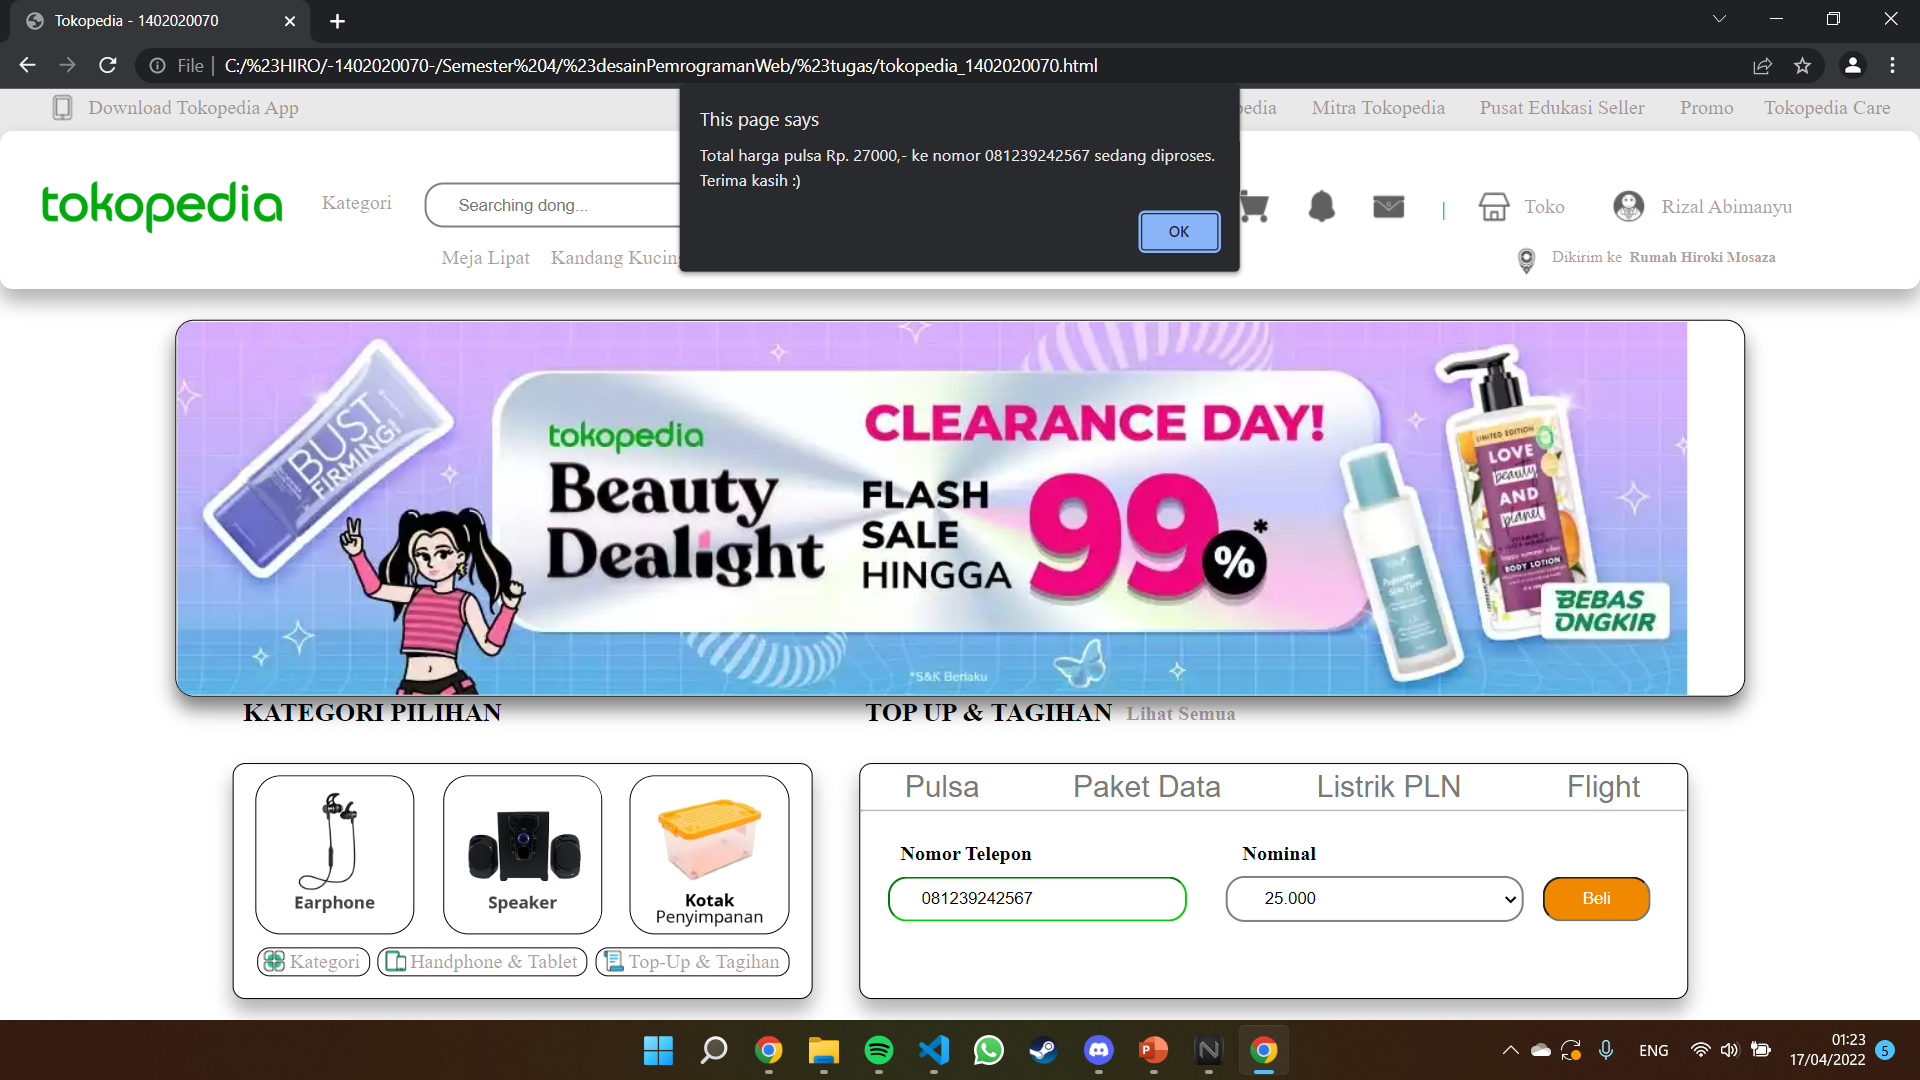 Tokopedia - 1402020070
File
C:/%23HIRO/-1402020070-/Semester%204/%23desainPemrogramanWeb/%23tugas/tokopedia_1402020070.html
Download Tokopedia App
pedia
Mitra Tokopedia
Pusat Edukasi Seller
Promo
Tokopedia Care
This page says
Total harga pulsa Rp. 27000,- ke nomor 081239242567 sedang diproses.
Terima kasih :)
OK
tokopedia
Kategori
Searching dong...
Toko
Rizal Abimanyu
Meja Lipat
Kandang Kucin
Dikirim ke Rumah Hiroki Mosaza
BUST
FIRMING!
tokopedia
Beauty
Dealight
CLEARANCE DAY!
FLASH
SALE
HINGGA
99%*
LIMITED EDITION
LOVE
beauty
AND
planet
BODY LOTION
BEBAS
ONGKIR
*S&K Berlaku
KATEGORI PILIHAN
TOP UP & TAGIHAN Lihat Semua
Earphone
Speaker
Kotak
Penyimpanan
Kategori
Handphone & Tablet
Top-Up & Tagihan
Pulsa
Paket Data
Listrik PLN
Flight
Nomor Telepon
Nominal
081239242567
25.000
Beli
ENG
01:23
17/04/2022
5